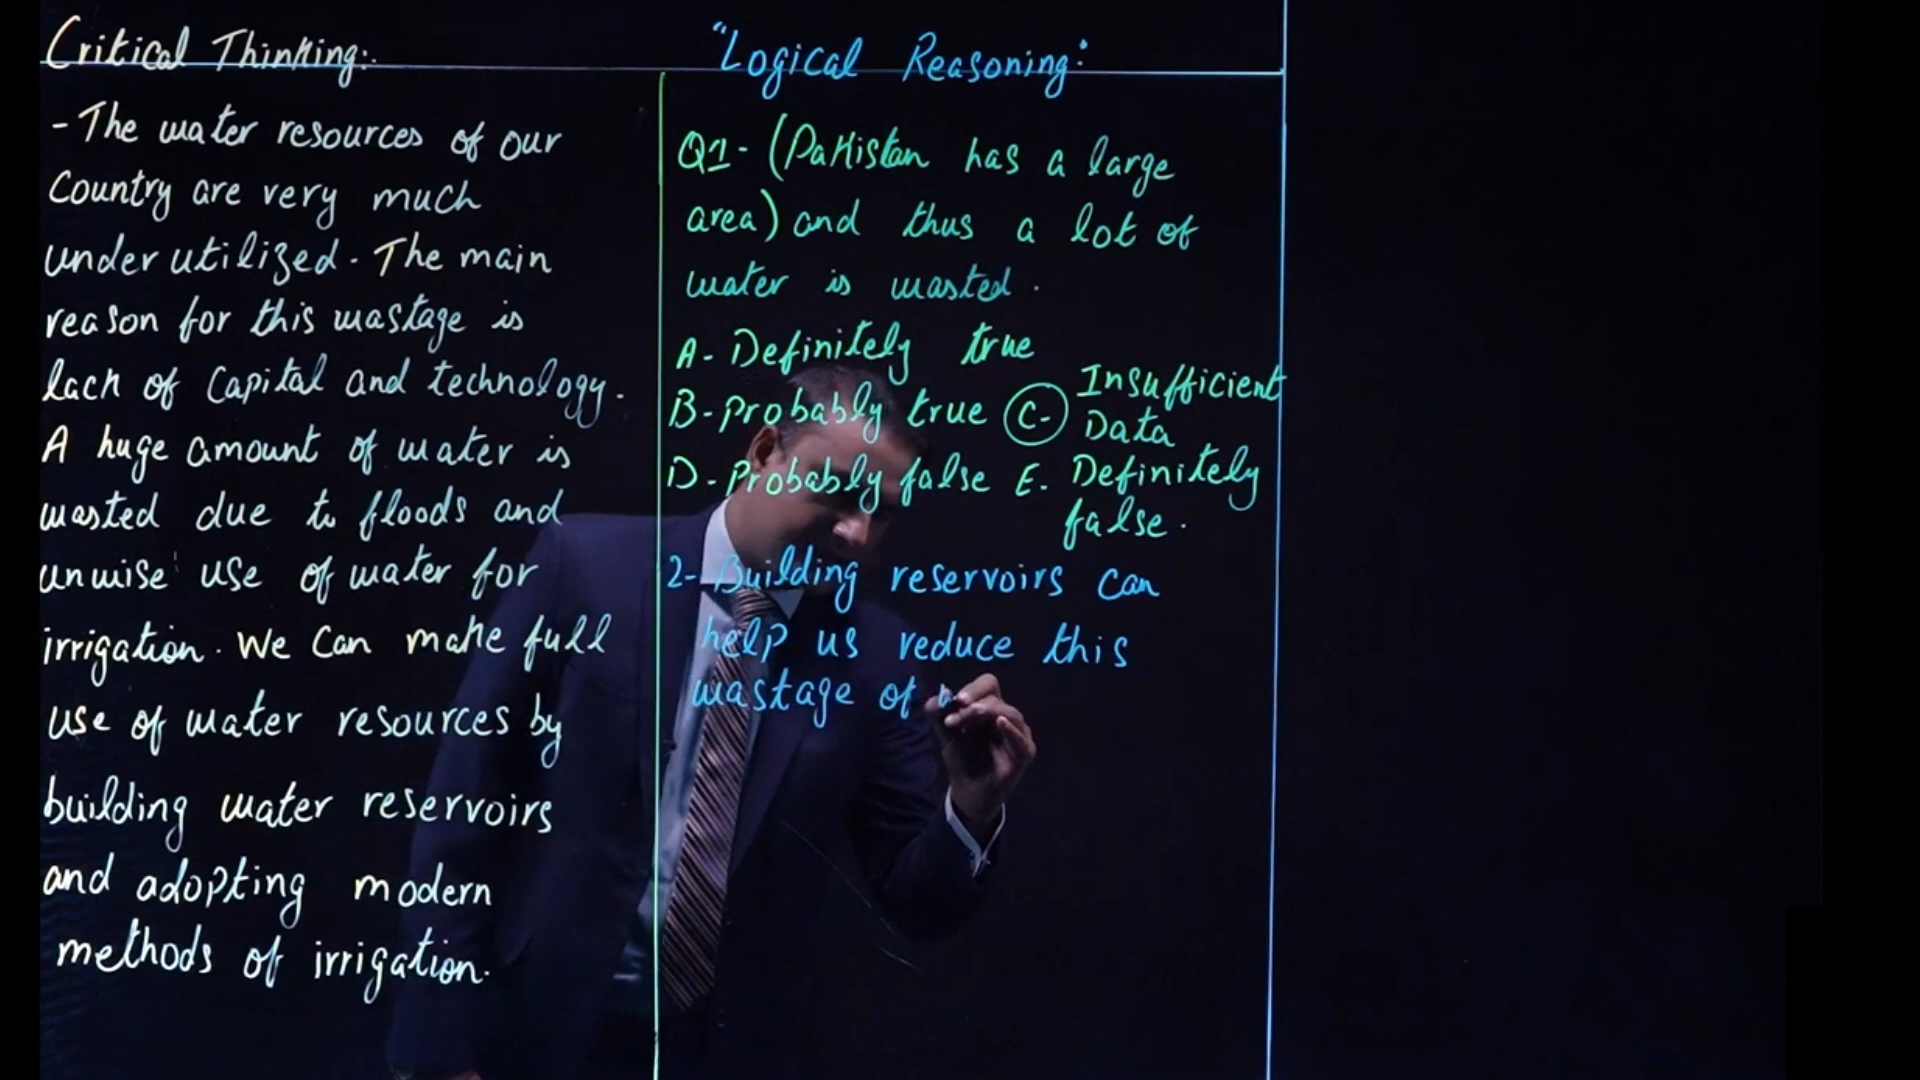 Critical Thinking:.
"Logical Reasoning:
- The water resources of our
Country are very much
under utilized. The main
reason for this wastage is
lack of Capital and technology.
A huge amount of water is
wasted due to floods and
unwise use of water for
irrigation. We Can make full
use of water resources by
building water reservoirs
and adopting modern
methods of irrigation.
Q1- (Pakistan has a large
area) and thus a lot of
water is wasted.
A- Definitely true
B- Probably true C- Insufficient
Data
D- Probably false E. Definitely
false.
2- Building reservoirs can
help us reduce this
wastage of